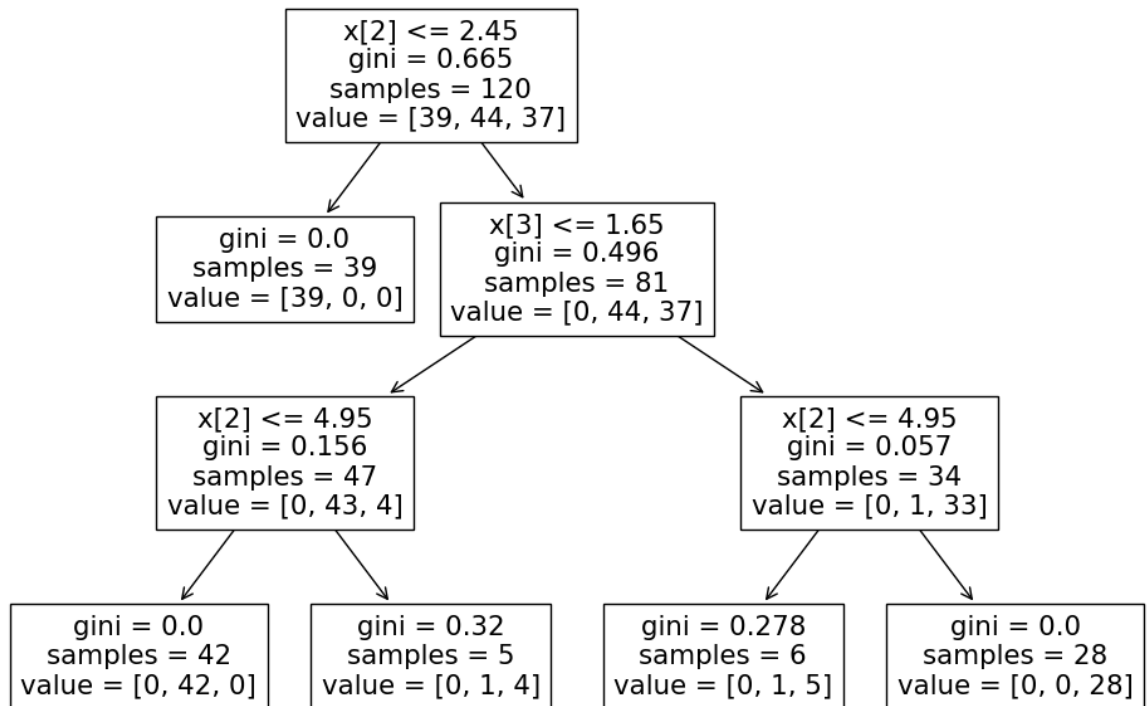 x[2] <= 2.45
gini = 0.665
samples = 120
value = [39, 44, 37]
gini = 0.0
samples = 39
value = [39, 0, 0]
x[3] <= 1.65
gini = 0.496
samples = 81
value = [0, 44, 37]
x[2] <= 4.95
gini = 0.156
samples = 47
value = [0, 43, 4]
x[2] <= 4.95
gini = 0.057
samples = 34
value = [0, 1, 33]
gini = 0.0
samples = 42
value = [0, 42, 0]
gini = 0.32
samples = 5
value = [0, 1, 4]
gini = 0.278
samples = 6
value = [0, 1, 5]
gini = 0.0
samples = 28
value = [0, 0, 28]